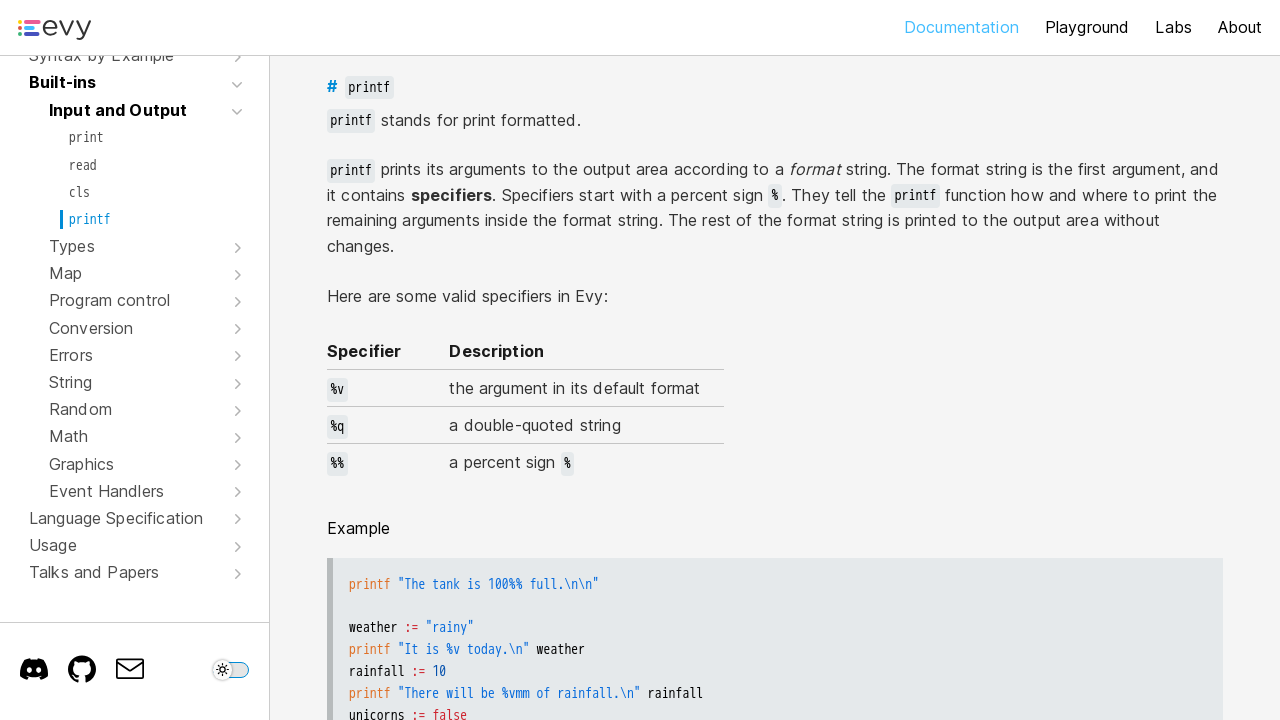 evy
Documentation
Playground
Labs
About
Syntax by Example
Built-ins
Input and Output
print
read
cls
printf
Types
Map
Program control
Conversion
Errors
String
Random
Math
Graphics
Event Handlers
Language Specification
Usage
Talks and Papers
# printf
printf stands for print formatted.
printf prints its arguments to the output area according to a format string. The format string is the first argument, and
it contains specifiers. Specifiers start with a percent sign %. They tell the printf function how and where to print the
remaining arguments inside the format string. The rest of the format string is printed to the output area without
changes.
Here are some valid specifiers in Evy:
Specifier Description
%v the argument in its default format
%q a double-quoted string
%% a percent sign %
Example
printf "The tank is 100%% full.\n\n"
weather := "rainy"
printf "It is %v today.\n" weather
rainfall := 10
printf "There will be %vmm of rainfall.\n" rainfall
unicorns := false